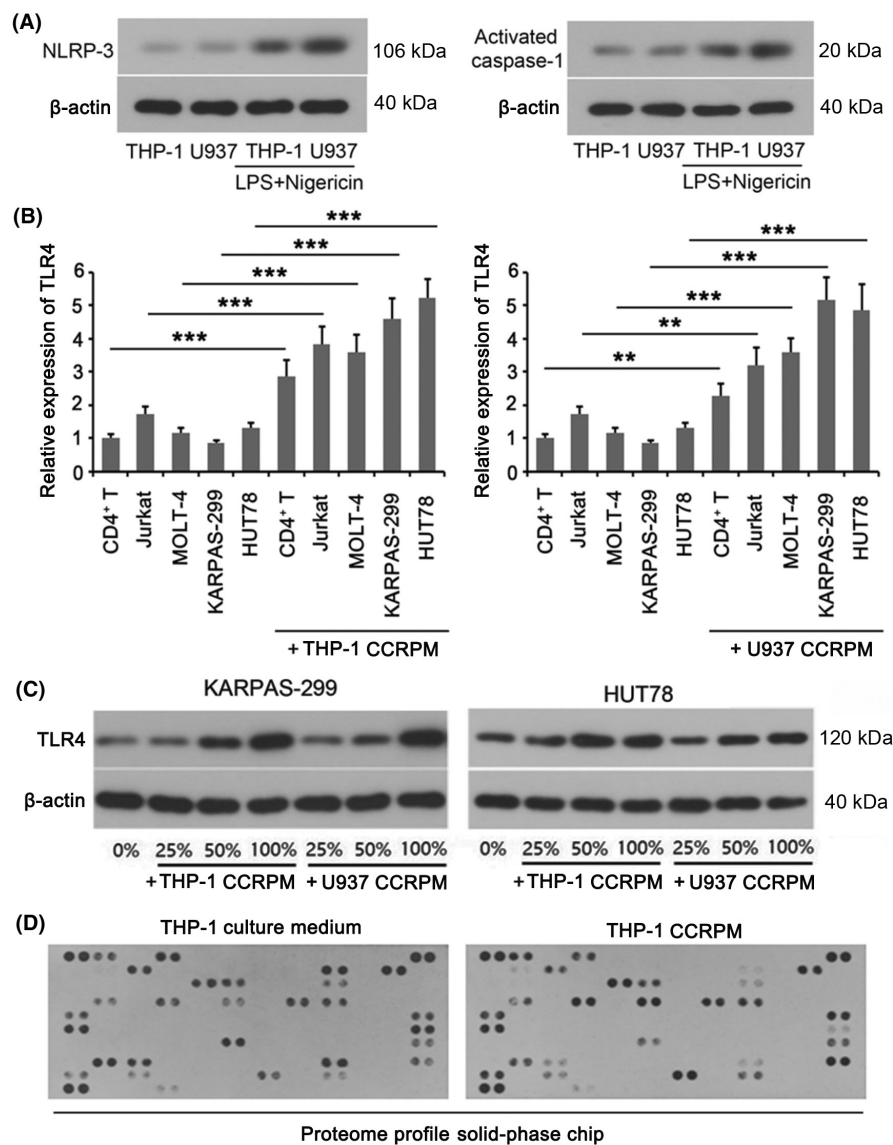 (A)
NLRP-3
106 kDa
β-actin
40 kDa
THP-1 U937 THP-1 U937
LPS+Nigericin
Activated
caspase-1
20 kDa
β-actin
40 kDa
THP-1 U937 THP-1 U937
LPS+Nigericin
(B)
Relative expression of TLR4
6
5
4
3
2
1
0
***
***
***
***
***
CD4⁺ T
Jurkat
MOLT-4
KARPAS-299
HUT78
CD4⁺ T
Jurkat
MOLT-4
KARPAS-299
HUT78
+ THP-1 CCRPM
Relative expression of TLR4
6
5
4
3
2
1
0
***
***
***
**
**
CD4⁺ T
Jurkat
MOLT-4
KARPAS-299
HUT78
CD4⁺ T
Jurkat
MOLT-4
KARPAS-299
HUT78
+ U937 CCRPM
(C)
KARPAS-299
HUT78
TLR4
120 kDa
β-actin
40 kDa
0% 25% 50% 100% 25% 50% 100%
+ THP-1 CCRPM + U937 CCRPM
0% 25% 50% 100% 25% 50% 100%
+ THP-1 CCRPM + U937 CCRPM
(D)
THP-1 culture medium
THP-1 CCRPM
Proteome profile solid-phase chip